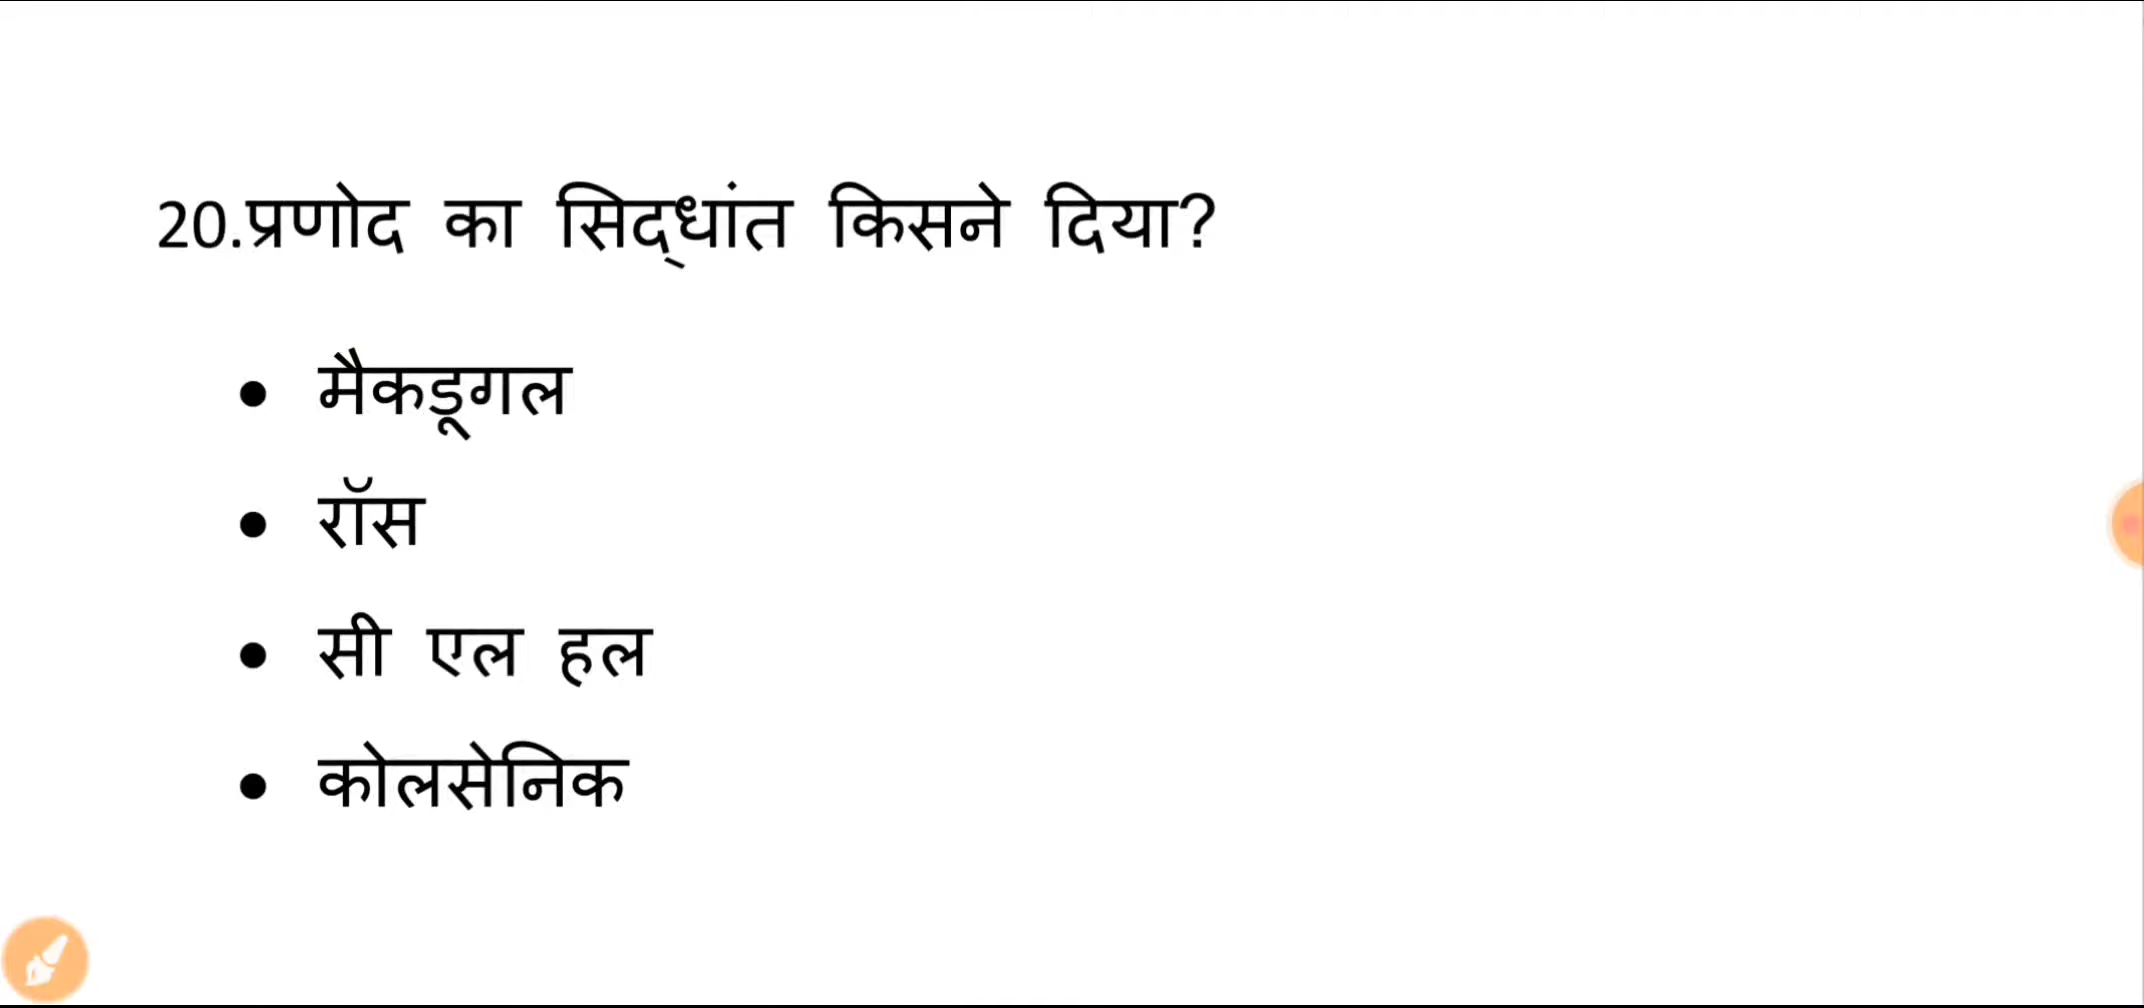 20.प्रणोद का सिद्धांत किसने दिया?
• मैकडूगल
• रॉस
• सी एल हल
• कोलसेनिक